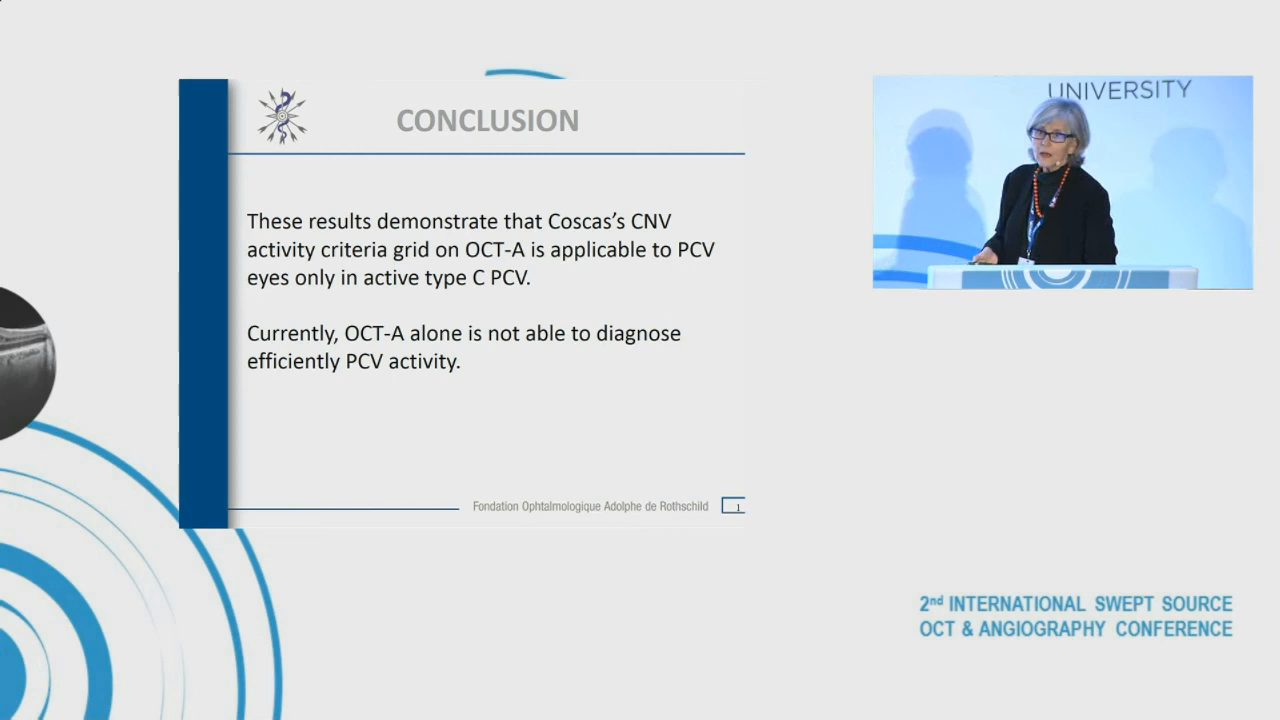 CONCLUSION
These results demonstrate that Coscas’s CNV
activity criteria grid on OCT-A is applicable to PCV
eyes only in active type C PCV.
Currently, OCT-A alone is not able to diagnose
efficiently PCV activity.
Fondation Ophtalmologique Adolphe de Rothschild
1
UNIVERSITY
2nd INTERNATIONAL SWEPT SOURCE
OCT & ANGIOGRAPHY CONFERENCE